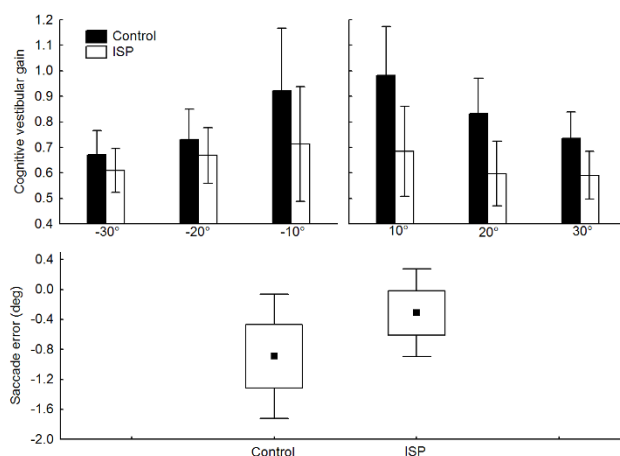 1.2
1.1
1.0
0.9
0.8
0.7
0.6
0.5
0.4
Cognitive vestibular gain
Control
ISP
-30° -20° -10° 10° 20° 30°
0.4
0.0
-0.4
-0.8
-1.2
-1.6
-2.0
Saccade error (deg)
Control ISP